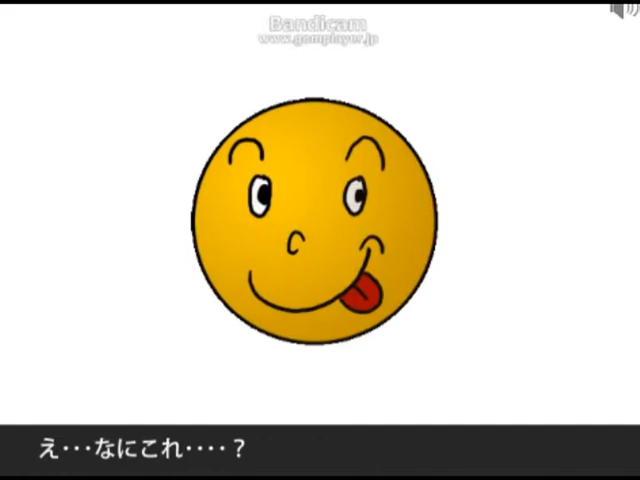 Bandicam
www.gomplayer.jp
え･･･なにこれ････？